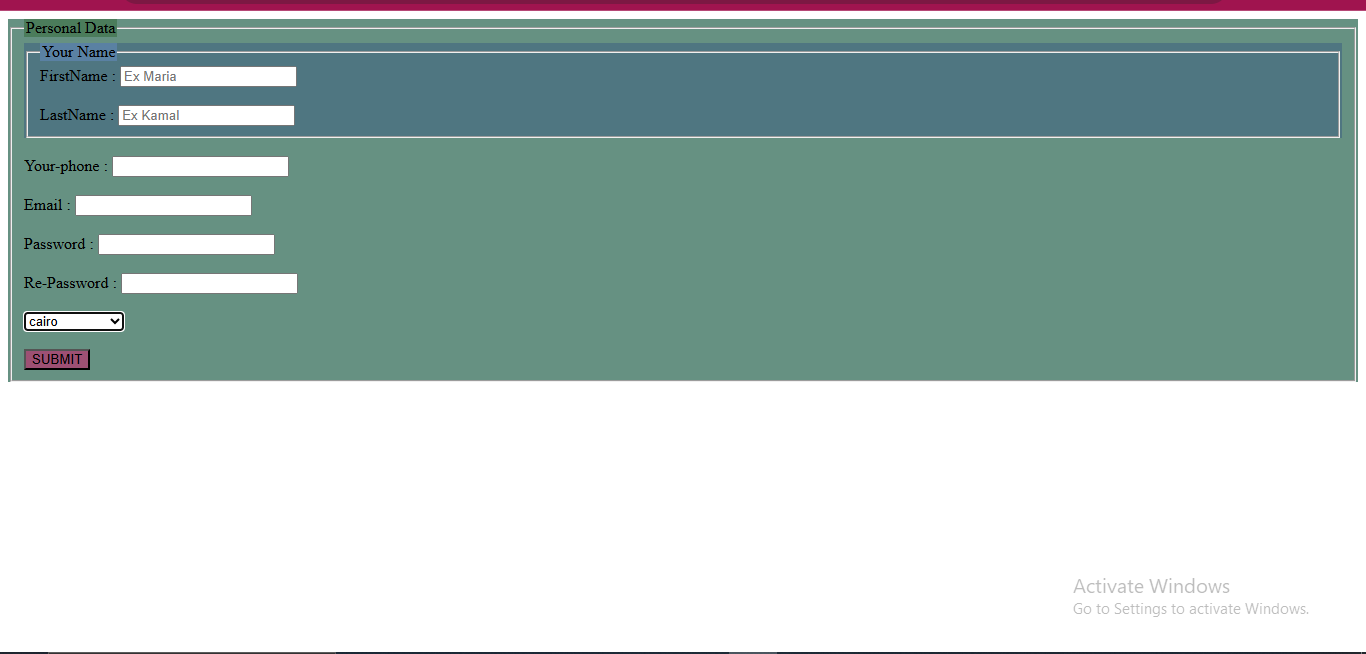 Personal Data
Your Name
FirstName : Ex Maria
LastName : Ex Kamal
Your-phone :
Email :
Password :
Re-Password :
cairo
SUBMIT
Activate Windows
Go to Settings to activate Windows.